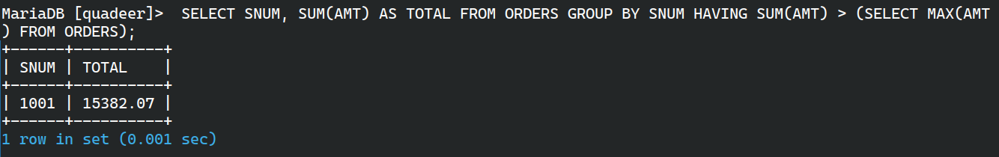 MariaDB [quadeer]>  SELECT SNUM, SUM(AMT) AS TOTAL FROM ORDERS GROUP BY SNUM HAVING SUM(AMT) > (SELECT MAX(AMT
) FROM ORDERS);
+------+----------+
| SNUM | TOTAL    |
+------+----------+
| 1001 | 15382.07 |
+------+----------+
1 row in set (0.001 sec)